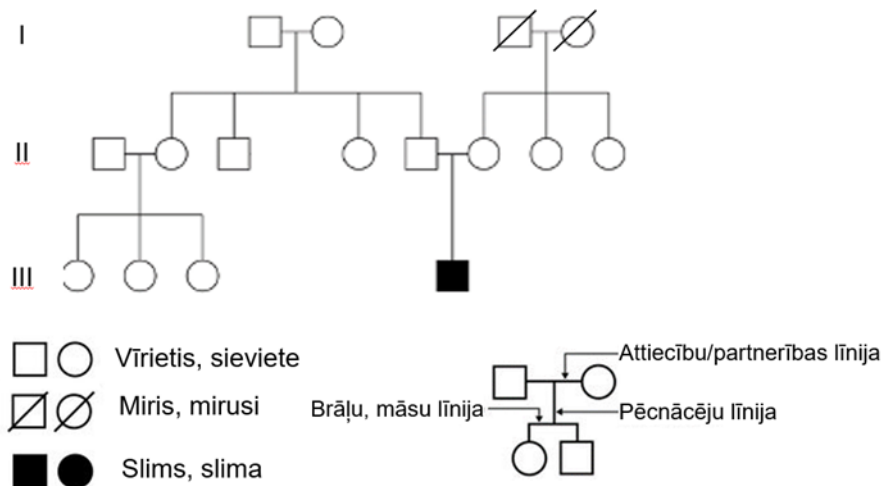 I
II
III
Vīrietis, sieviete
Miris, mirusi
Slims, slima
Attiecību/partnerības līnija
Brāļu, māsu līnija
Pēcnācēju līnija